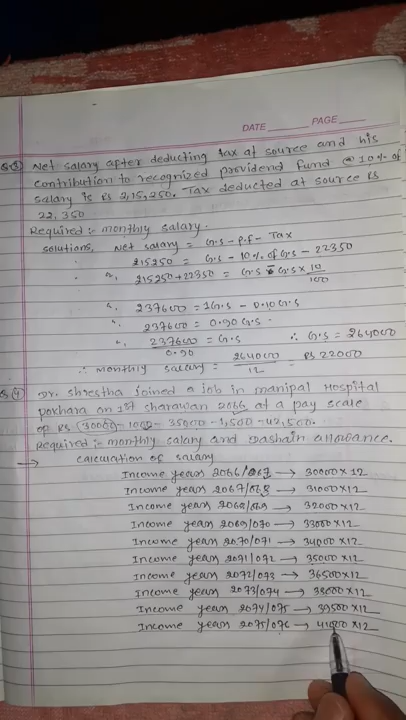 DATE ______ PAGE ____
Q.3 Net salary after deducting tax at source and his
contribution to recognized providend fund @ 10% of
salary is RS 2,15,250. Tax deducted at source RS
22,350
Required :- monthly salary.
solutions, Net salary = G.S - P.f - Tax
215250 = G.S - 10% of G.S - 22350
215250 + 22350 = G.S - G.S × 10/100
237600 = 1G.S - 0.10 G.S
237600 = 0.90 G.S.
237600/0.90 = G.S ∴ G.S = 264000
∴ monthly salary = 264000/12 = RS 22000
Q.4 Dr. Shrestha joined a job in manipal Hospital
pokhara on 1st sharawan 2066 at a pay scale
of RS (30000 - 1000 - 35000 - 1,500 - 42,500.
Required :- monthly salary and Dashain allowance.
→ calculation of salary
Income year 2066/067 → 30000×12
Income year 2067/068 → 31000×12
Income year 2068/069 → 32000×12
Income year 2069/070 → 33000×12
Income year 2070/071 → 34000×12
Income year 2071/072 → 35000×12
Income year 2072/073 → 36500×12
Income year 2073/074 → 38000×12
Income year 2074/075 → 39500×12
Income year 2075/076 → 41000×12